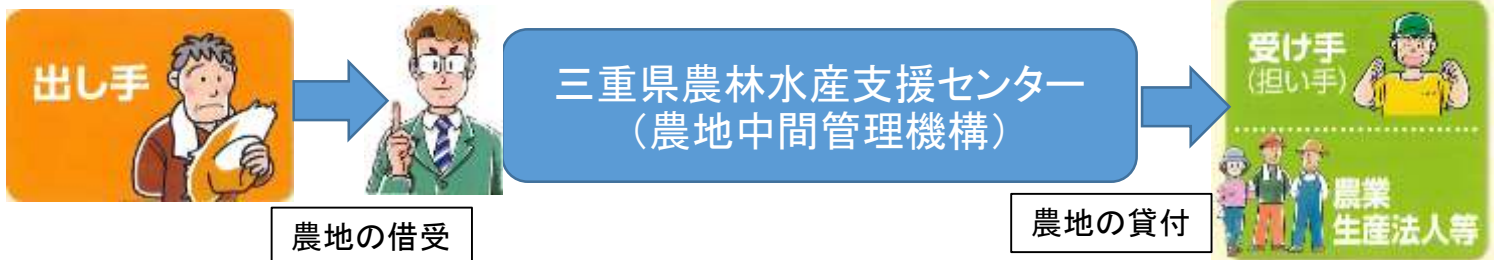 出し手
農地の借受
三重県農林水産支援センター
（農地中間管理機構）
農地の貸付
受け手
(担い手)
農業
生産法人等